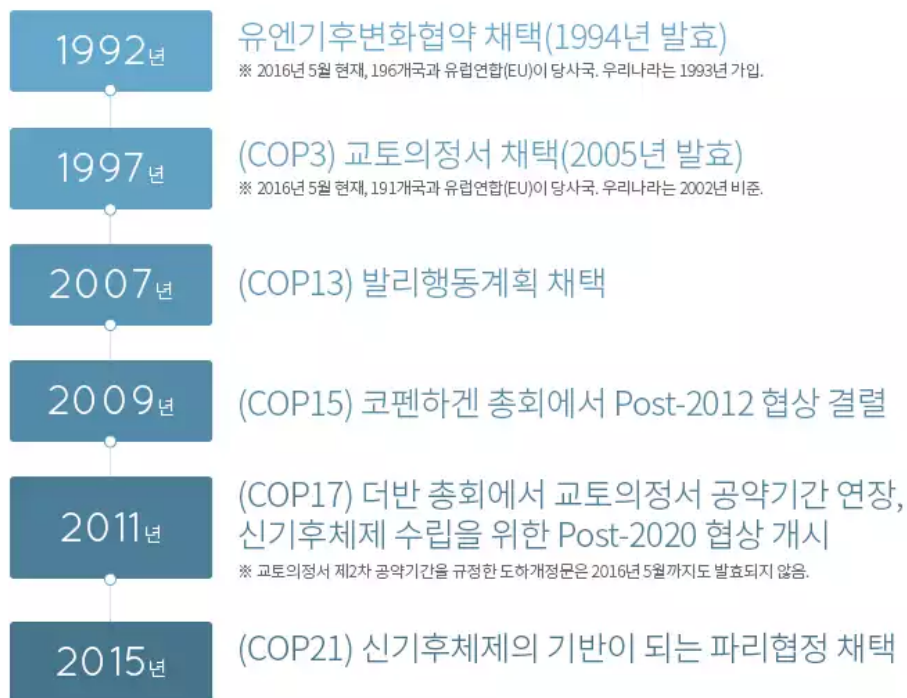 1992년
유엔기후변화협약 채택(1994년 발효)
※ 2016년 5월 현재, 196개국과 유럽연합(EU)이 당사국. 우리나라는 1993년 가입.
1997년
(COP3) 교토의정서 채택(2005년 발효)
※ 2016년 5월 현재, 191개국과 유럽연합(EU)이 당사국. 우리나라는 2002년 비준.
2007년
(COP13) 발리행동계획 채택
2009년
(COP15) 코펜하겐 총회에서 Post-2012 협상 결렬
2011년
(COP17) 더반 총회에서 교토의정서 공약기간 연장,
신기후체제 수립을 위한 Post-2020 협상 개시
※ 교토의정서 제2차 공약기간을 규정한 도하개정문은 2016년 5월까지도 발효되지 않음.
2015년
(COP21) 신기후체제의 기반이 되는 파리협정 채택